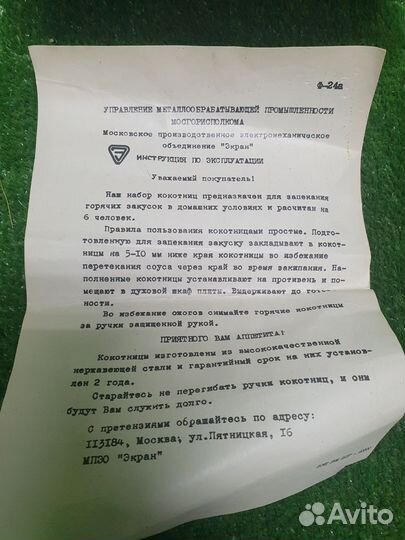 Ф-24а
УПРАВЛЕНИЕ МЕТАЛЛООБРАБАТЫВАЮЩЕЙ ПРОМЫШЛЕННОСТИ
МОСГОРИСПОЛКОМА
Московское производственное электромеханическое
объединение "Экран"
ИНСТРУКЦИЯ ПО ЭКСПЛУАТАЦИИ
Уважаемый покупатель!
Наш набор кокотниц предназначен для запекания
горячих закусок в домашних условиях и расчитан на
6 человек.
Правила пользования кокотницами простые. Подго-
товленную для запекания закуску закладывают в кокот-
ницы на 5-10 мм ниже края кокотницы во избежание
перетекания соуса через край во время закипания. На-
полненные кокотницы устанавливают на противень и по-
мещают в духовой шкаф плиты. Выдерживают до готов-
ности.
Во избежание ожогов снимайте горячие кокотницы
за ручки защищенной рукой.
ПРИЯТНОГО ВАМ АППЕТИТА!
Кокотницы изготовлены из высококачественной
нержавеющей стали и гарантийный срок на них установ-
лен 2 года.
Старайтесь не перегибать ручки кокотниц, и они
будут Вам служить долго.
С претензиями обращайтесь по адресу:
113184, Москва, ул.Пятницкая, 16
МПЭО "Экран"
Avito